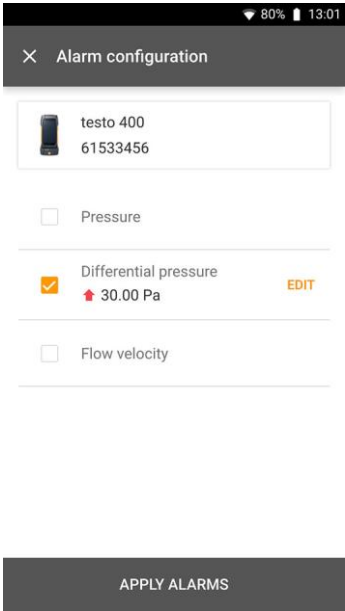 80% 13:01
Alarm configuration
testo 400
61533456
Pressure
Differential pressure
30.00 Pa
EDIT
Flow velocity
APPLY ALARMS